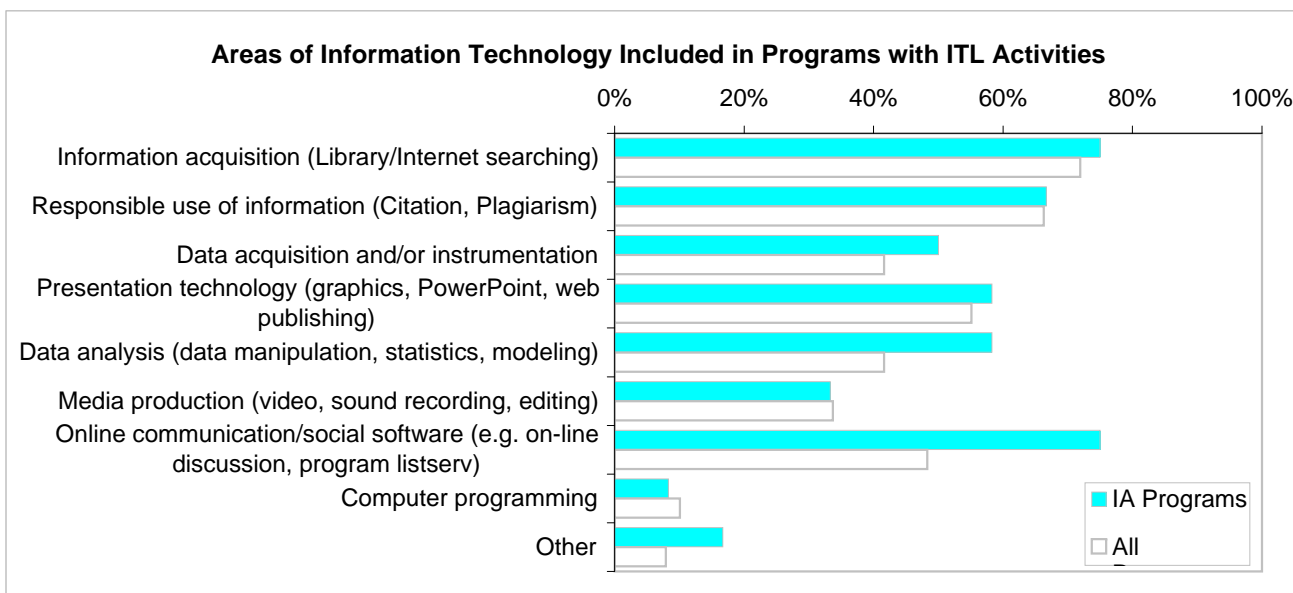 Areas of Information Technology Included in Programs with ITL Activities
0% 20% 40% 60% 80% 100%
Information acquisition (Library/Internet searching)
Responsible use of information (Citation, Plagiarism)
Data acquisition and/or instrumentation
Presentation technology (graphics, PowerPoint, web
publishing)
Data analysis (data manipulation, statistics, modeling)
Media production (video, sound recording, editing)
Online communication/social software (e.g. on-line
discussion, program listserv)
Computer programming
Other
IA Programs
All